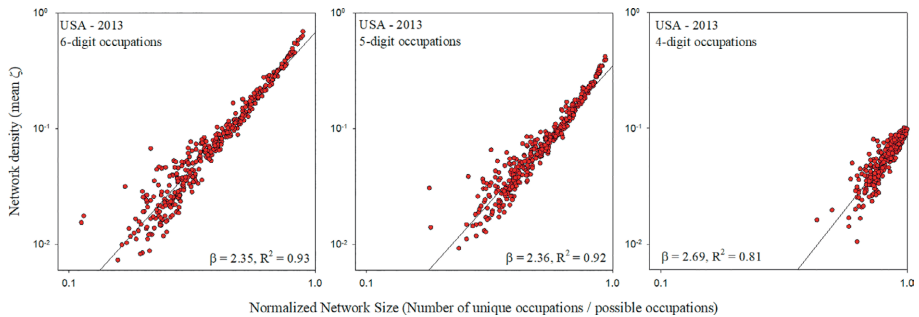 USA - 2013
6-digit occupations
USA - 2013
5-digit occupations
USA - 2013
4-digit occupations
Network density (mean ζ)
10⁰
10⁻¹
10⁻²
10⁰
10⁻¹
10⁻²
10⁰
10⁻¹
10⁻²
β = 2.35, R² = 0.93
β = 2.36, R² = 0.92
β = 2.69, R² = 0.81
0.1
1.0
0.1
1.0
0.1
1.0
Normalized Network Size (Number of unique occupations / possible occupations)